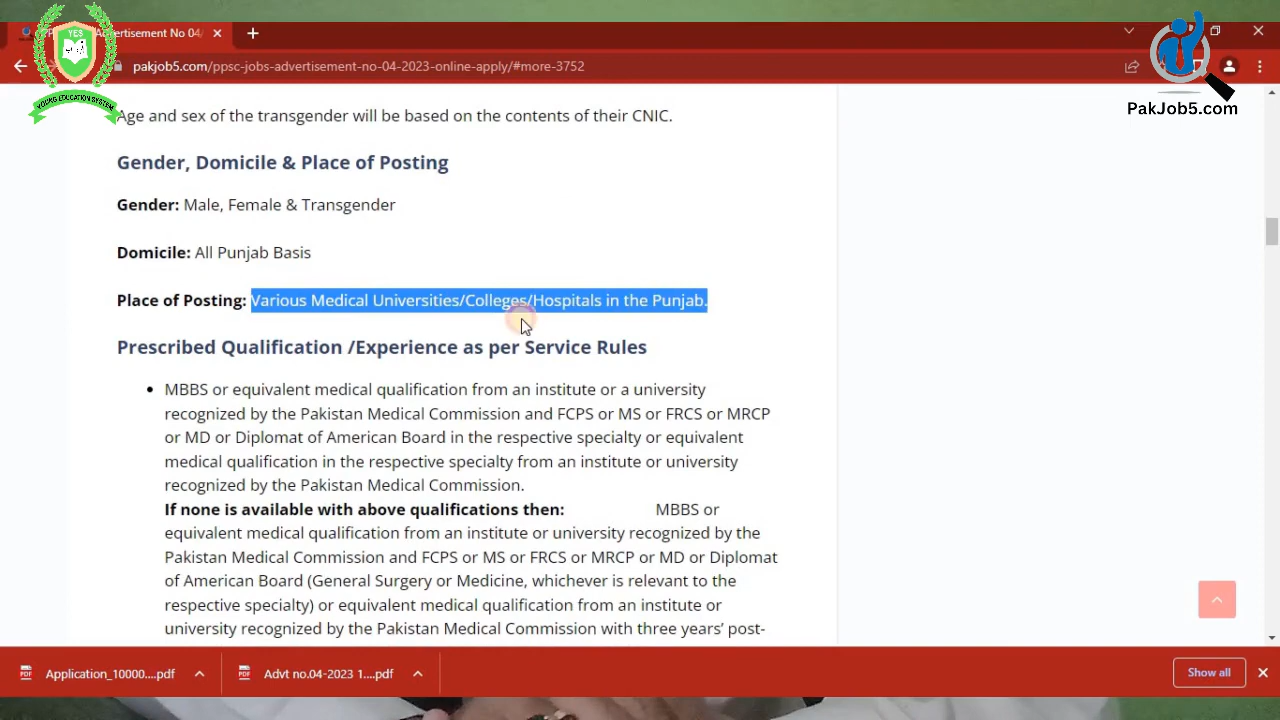 YES
YOUNG EDUCATION SYSTEM
Advertisement No 04/
pakjob5.com/ppsc-jobs-advertisement-no-04-2023-online-apply/#more-3752
PakJob5.com
Age and sex of the transgender will be based on the contents of their CNIC.
Gender, Domicile & Place of Posting
Gender: Male, Female & Transgender
Domicile: All Punjab Basis
Place of Posting: Various Medical Universities/Colleges/Hospitals in the Punjab.
Prescribed Qualification /Experience as per Service Rules
MBBS or equivalent medical qualification from an institute or a university
recognized by the Pakistan Medical Commission and FCPS or MS or FRCS or MRCP
or MD or Diplomat of American Board in the respective specialty or equivalent
medical qualification in the respective specialty from an institute or university
recognized by the Pakistan Medical Commission.
If none is available with above qualifications then: MBBS or
equivalent medical qualification from an institute or university recognized by the
Pakistan Medical Commission and FCPS or MS or FRCS or MRCP or MD or Diplomat
of American Board (General Surgery or Medicine, whichever is relevant to the
respective specialty) or equivalent medical qualification from an institute or
university recognized by the Pakistan Medical Commission with three years’ post-
Application_10000....pdf
Advt no.04-2023 1....pdf
Show all